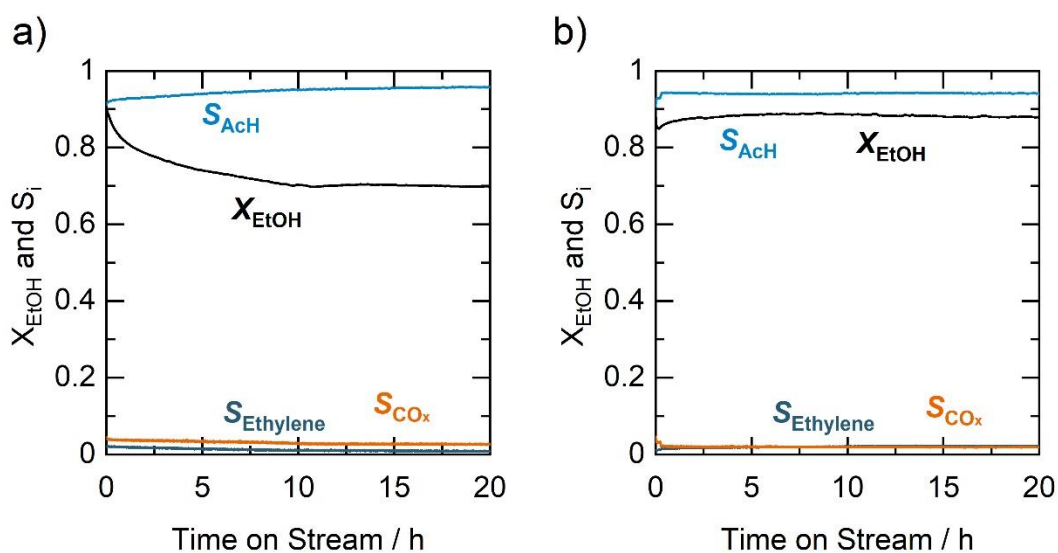 a)
X_EtOH and S_i
1
0.8
0.6
0.4
0.2
0
S_AcH
X_EtOH
S_Ethylene
S_COx
0 5 10 15 20
Time on Stream / h
b)
X_EtOH and S_i
1
0.8
0.6
0.4
0.2
0
S_AcH
X_EtOH
S_Ethylene
S_COx
0 5 10 15 20
Time on Stream / h